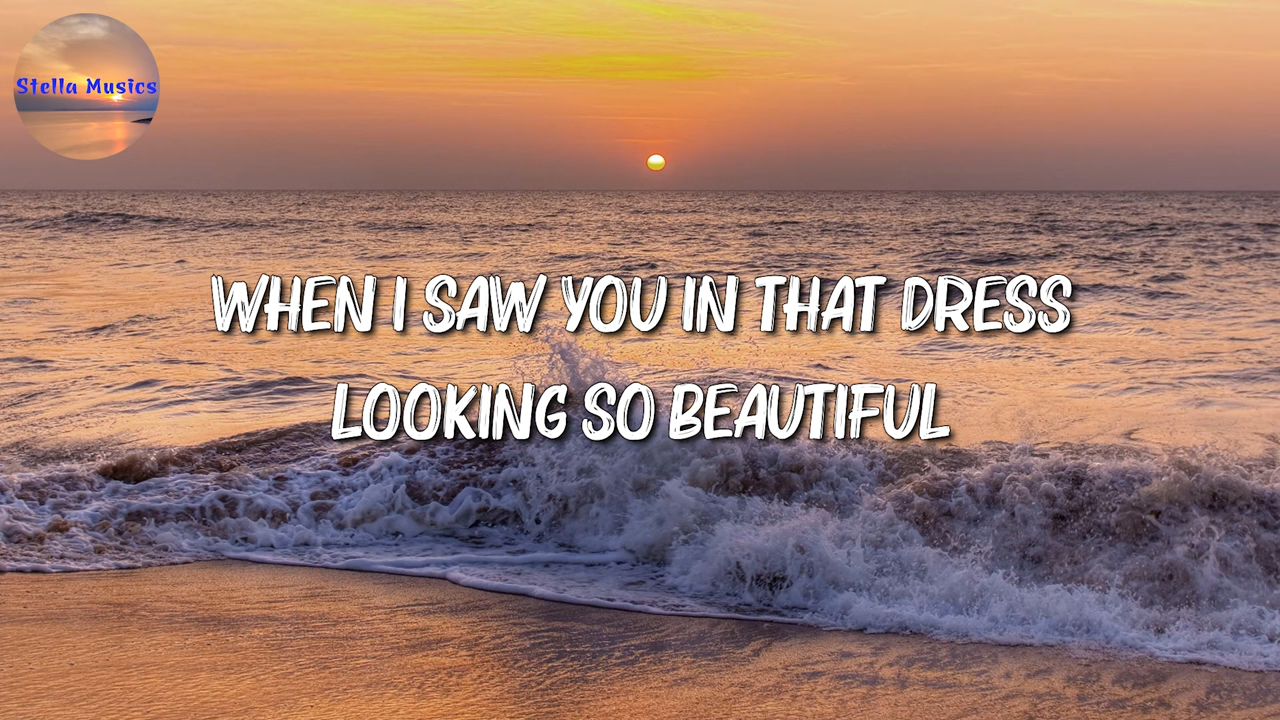 Stella Musics
WHEN I SAW YOU IN THAT DRESS
LOOKING SO BEAUTIFUL